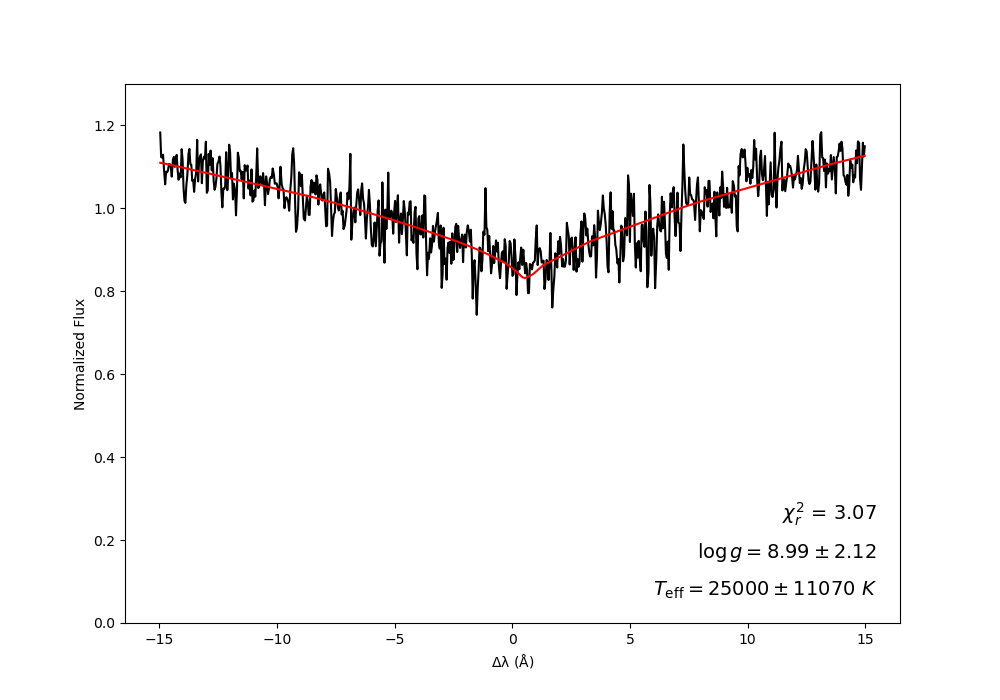 1.2
1.0
0.8
0.6
0.4
0.2
0.0
Normalized Flux
χ²ᵣ = 3.07
log g = 8.99 ± 2.12
T_eff = 25000 ± 11070 K
−15 −10 −5 0 5 10 15
Δλ (Å)